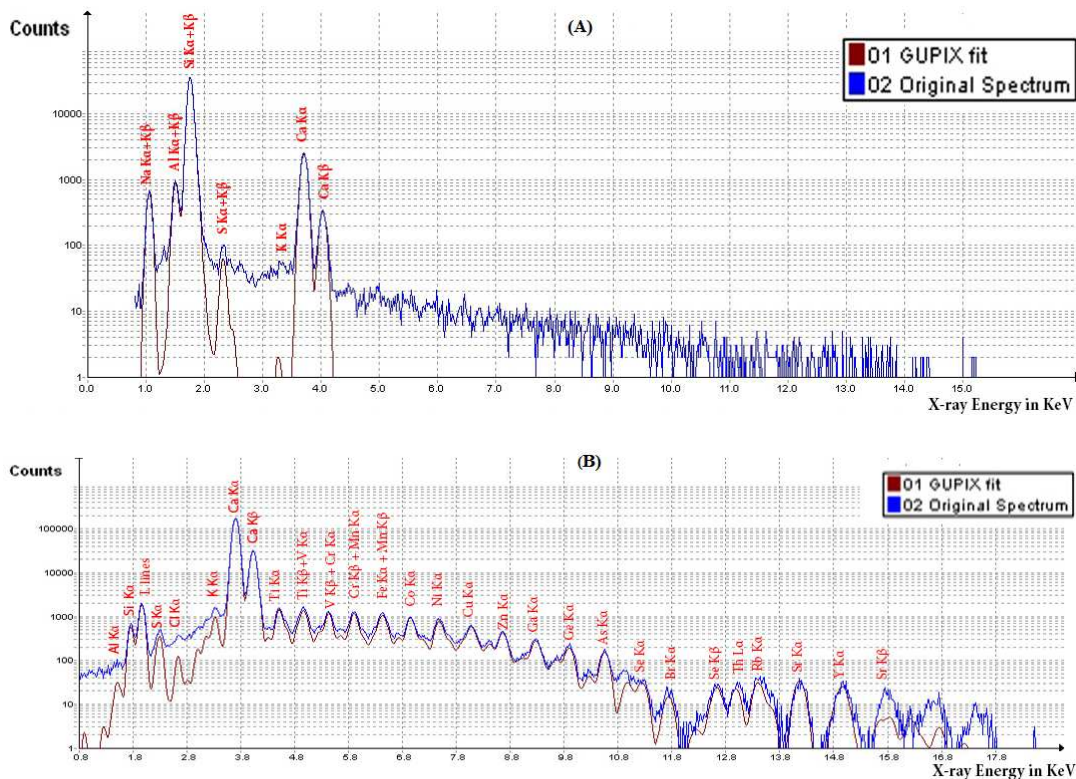 Counts
(A)
01 GUPIX fit
02 Original Spectrum
Na Kα+Kβ
Al Kα+Kβ
Si Kα+Kβ
S Kα+Kβ
K Kα
Ca Kα
Ca Kβ
10000
1000
100
10
1
0.0 1.0 2.0 3.0 4.0 5.0 6.0 7.0 8.0 9.0 10.0 11.0 12.0 13.0 14.0 15.0
X-ray Energy in KeV
Counts
(B)
01 GUPIX fit
02 Original Spectrum
Al Kα
Si Kα
L lines
S Kα
Cl Kα
K Kα
Ca Kα
Ca Kβ
Ti Kα
Ti Kβ+V Kα
V Kβ + Cr Kα
Cr Kβ + Mn Kα
Fe Kα + Mn Kβ
Co Kα
Ni Kα
Cu Kα
Zn Kα
Ga Kα
Ge Kα
As Kα
Se Kα
Br Kα
Se Kβ
Th Lα
Rb Kα
Sr Kα
Y Kα
Sr Kβ
100000
10000
1000
100
10
1
0.8 1.8 2.8 3.8 4.8 5.8 6.8 7.8 8.8 9.8 10.8 11.8 12.8 13.8 14.8 15.8 16.8 17.8
X-ray Energy in KeV